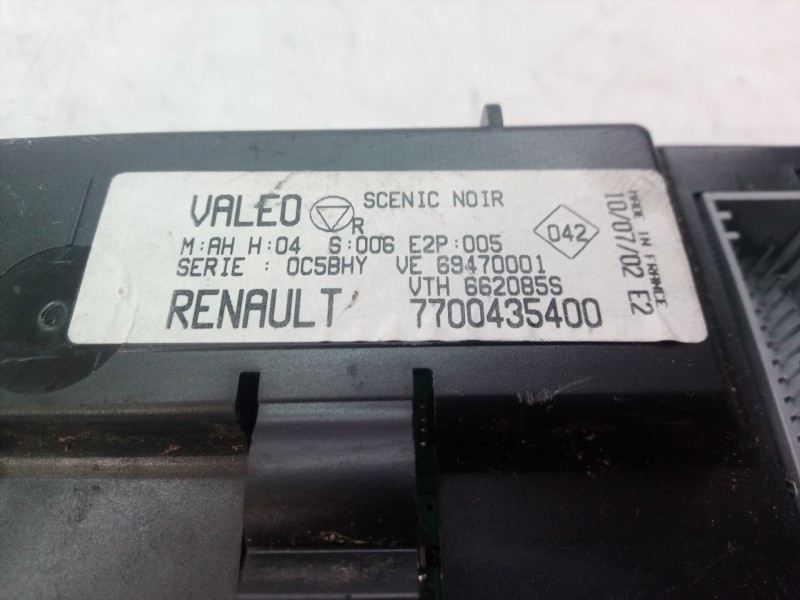 VALEO R SCENIC NOIR
M:AH H:04 S:006 E2P:005
SERIE : 0C5BHY VE 69470001
VTH 662085S
RENAULT 7700435400
042
MADE IN FRANCE
10/07/02 E2